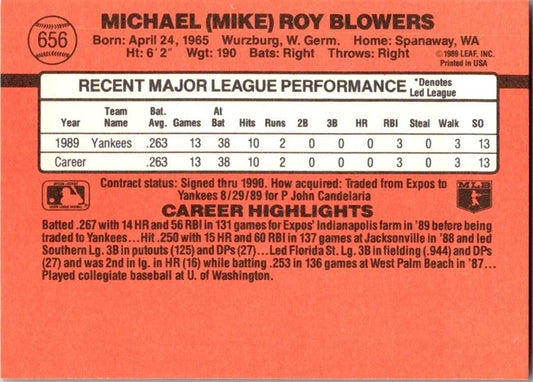 656
MICHAEL (MIKE) ROY BLOWERS
Born: April 24, 1965 Wurzburg, W. Germ. Home: Spanaway, WA
Ht: 6' 2" Wgt: 190 Bats: Right Throws: Right
©1989 LEAF, INC.
Printed in USA
RECENT MAJOR LEAGUE PERFORMANCE *Denotes Led League
Year Team Name Bat. Avg. Games At Bat Hits Runs 2B 3B HR RBI Steal Walk SO
1989 Yankees .263 13 38 10 2 0 0 0 3 0 3 13
Career .263 13 38 10 2 0 0 0 3 0 3 13
Contract status: Signed thru 1990. How acquired: Traded from Expos to
Yankees 8/29/89 for P John Candelaria
MLB
CAREER HIGHLIGHTS
Batted .267 with 14 HR and 56 RBI in 131 games for Expos' Indianapolis farm in '89 before
being traded to Yankees...Hit .250 with 15 HR and 60 RBI in 137 games at Jacksonville in '88 and led
Southern Lg. 3B in putouts (125) and DPs (27)...Led Florida St. Lg. 3B in fielding (.944) and DPs
(27) and was 2nd in lg. in HR (16) while batting .253 in 136 games at West Palm Beach in '87...
Played collegiate baseball at U. of Washington.